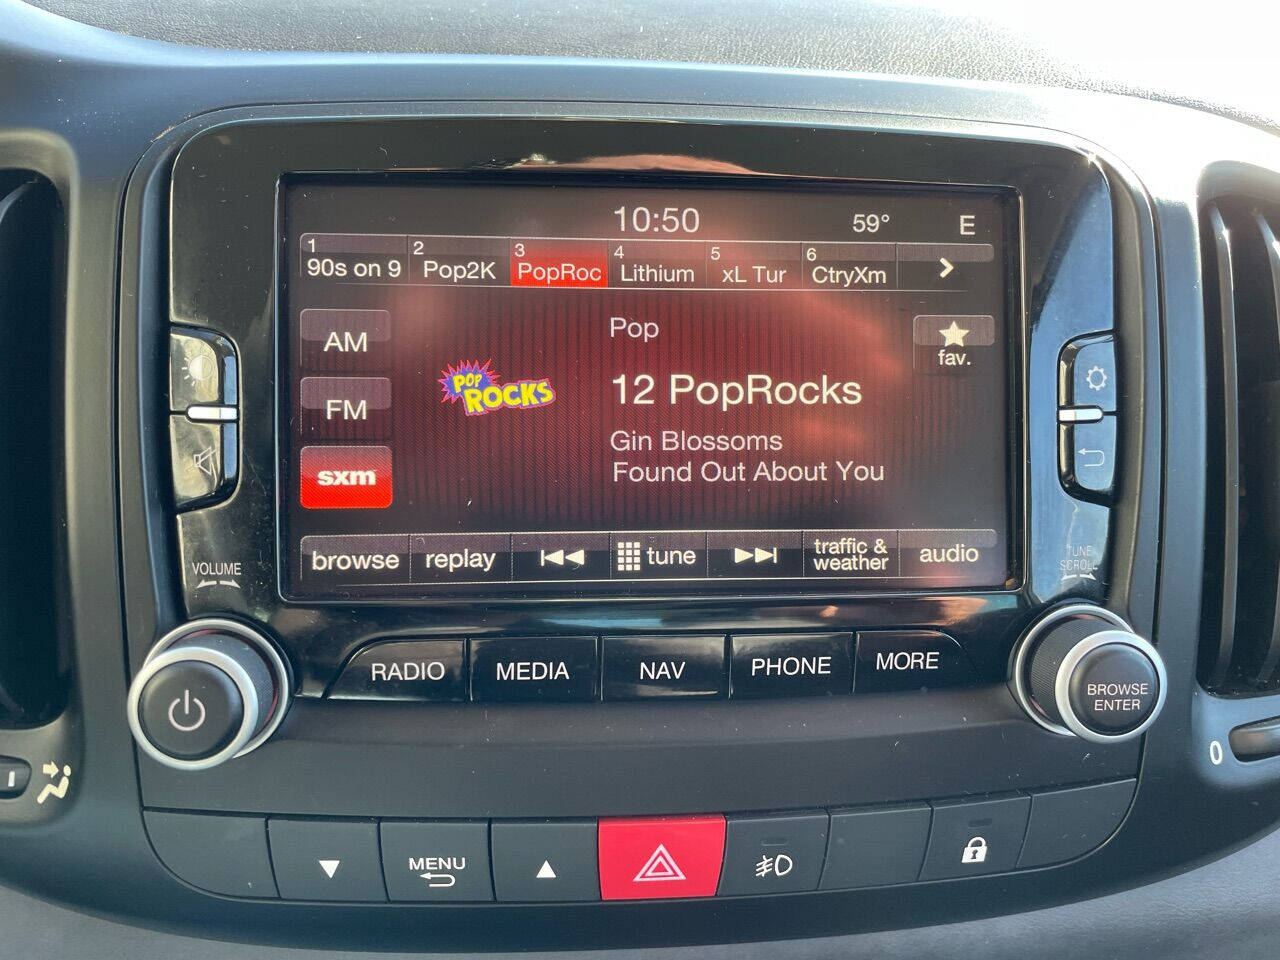 10:50
59°
E
1
2
3
4
5
6
90s on 9
Pop2K
PopRoc
Lithium
xL Tur
CtryXm
AM
FM
sxm
POP
ROCKS
Pop
12 PopRocks
Gin Blossoms
Found Out About You
fav.
browse
replay
tune
traffic &
weather
audio
VOLUME
TUNE
SCROLL
RADIO
MEDIA
NAV
PHONE
MORE
BROWSE
ENTER
MENU
0